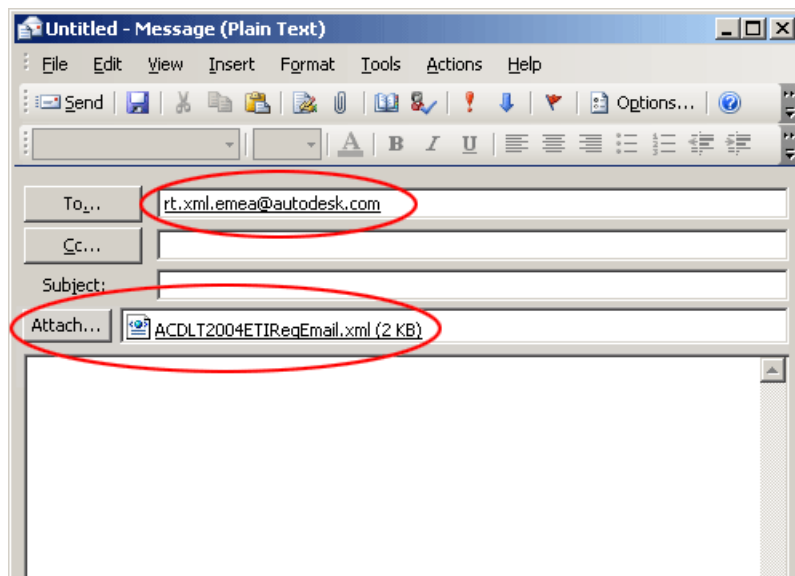 Untitled - Message (Plain Text)
File Edit View Insert Format Tools Actions Help
Send Options...
A B I U
To... rt.xml.emea@autodesk.com
Cc...
Subject:
Attach... ACDLT2004ETIRegEmail.xml (2 KB)